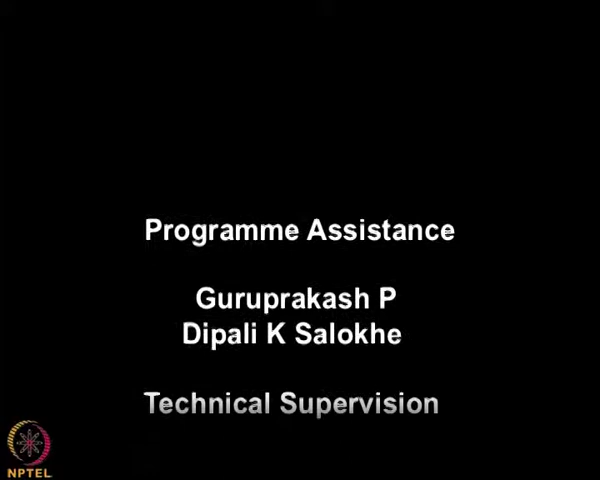 Programme Assistance
Guruprakash P
Dipali K Salokhe
Technical Supervision
NPTEL